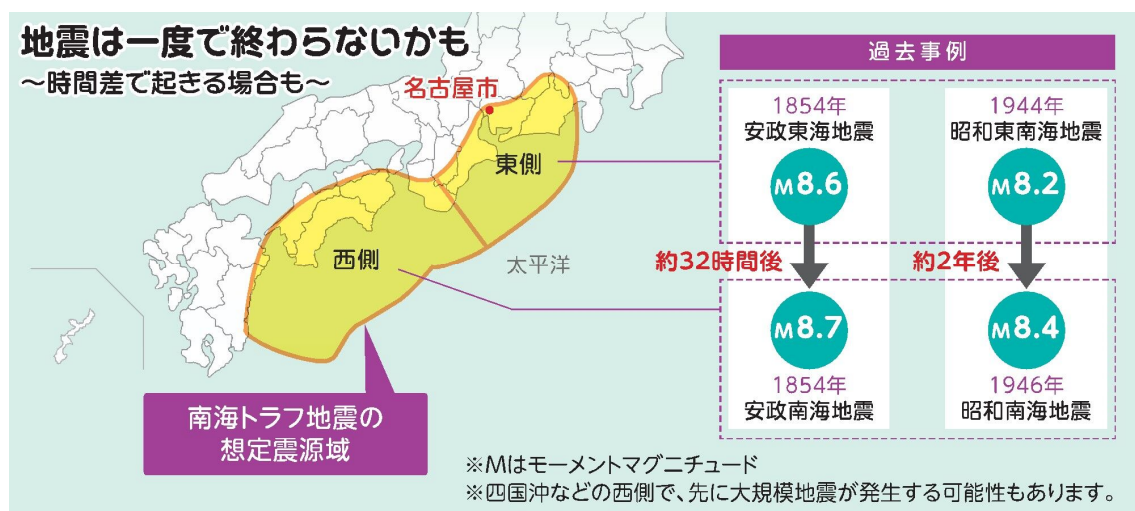 地震は一度で終わらないかも
~時間差で起きる場合も~
名古屋市
東側
西側
太平洋
南海トラフ地震の
想定震源域
過去事例
1854年
安政東海地震
M8.6
約32時間後
M8.7
1854年
安政南海地震
1944年
昭和東南海地震
M8.2
約2年後
M8.4
1946年
昭和南海地震
※Mはモーメントマグニチュード
※四国沖などの西側で、先に大規模地震が発生する可能性もあります。